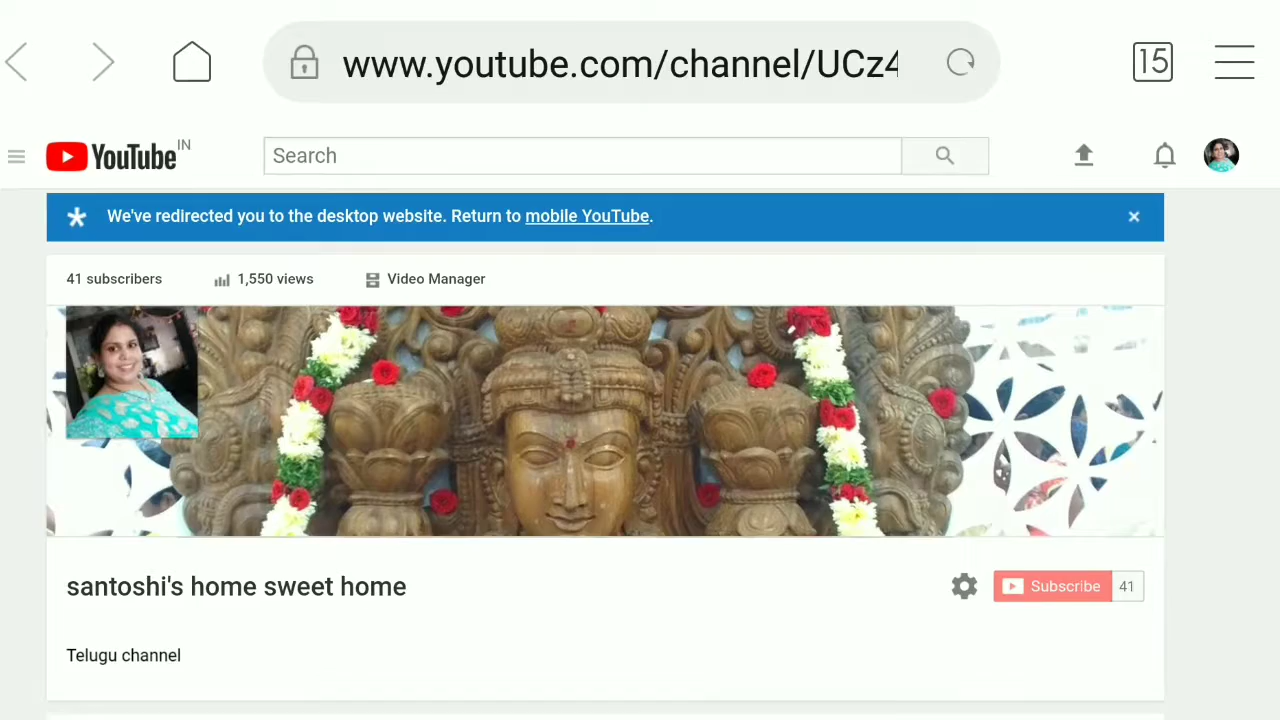 www.youtube.com/channel/UCz4
15
YouTube IN
Search
We've redirected you to the desktop website. Return to mobile YouTube.
41 subscribers
1,550 views
Video Manager
santoshi's home sweet home
Subscribe 41
Telugu channel